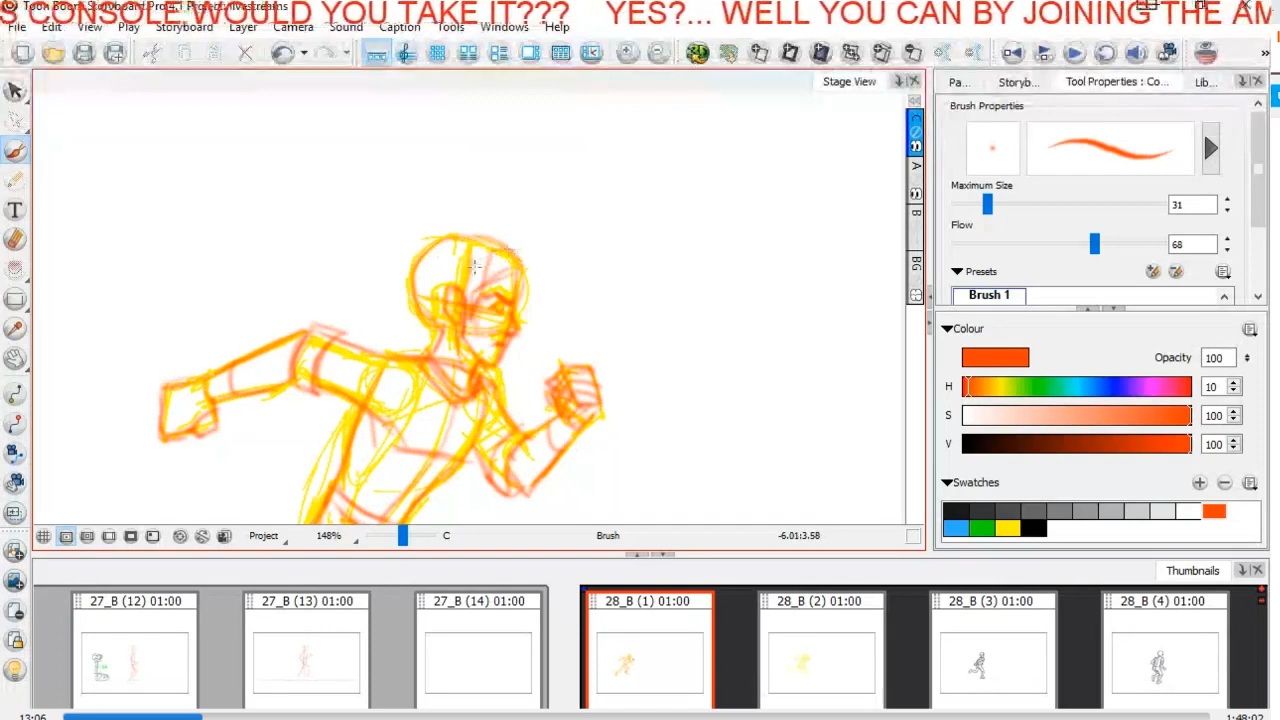 S CONSOLE WOULD YOU TAKE IT??? YES?... WELL YOU CAN BY JOINING THE AM
File Edit View Play Storyboard Layer Camera Sound Caption Tools Windows Help
Stage View
Pa... Storyb... Tool Properties : Co... Lib...
Brush Properties
Maximum Size
31
Flow
68
Presets
Brush 1
Colour
Opacity 100
H 10
S 100
V 100
Swatches
C
A
B
BG
Project 148% C Brush -6.01:3.58
Thumbnails
27_B (12) 01:00 27_B (13) 01:00 27_B (14) 01:00 28_B (1) 01:00 28_B (2) 01:00 28_B (3) 01:00 28_B (4) 01:00
13:06 1:48:02